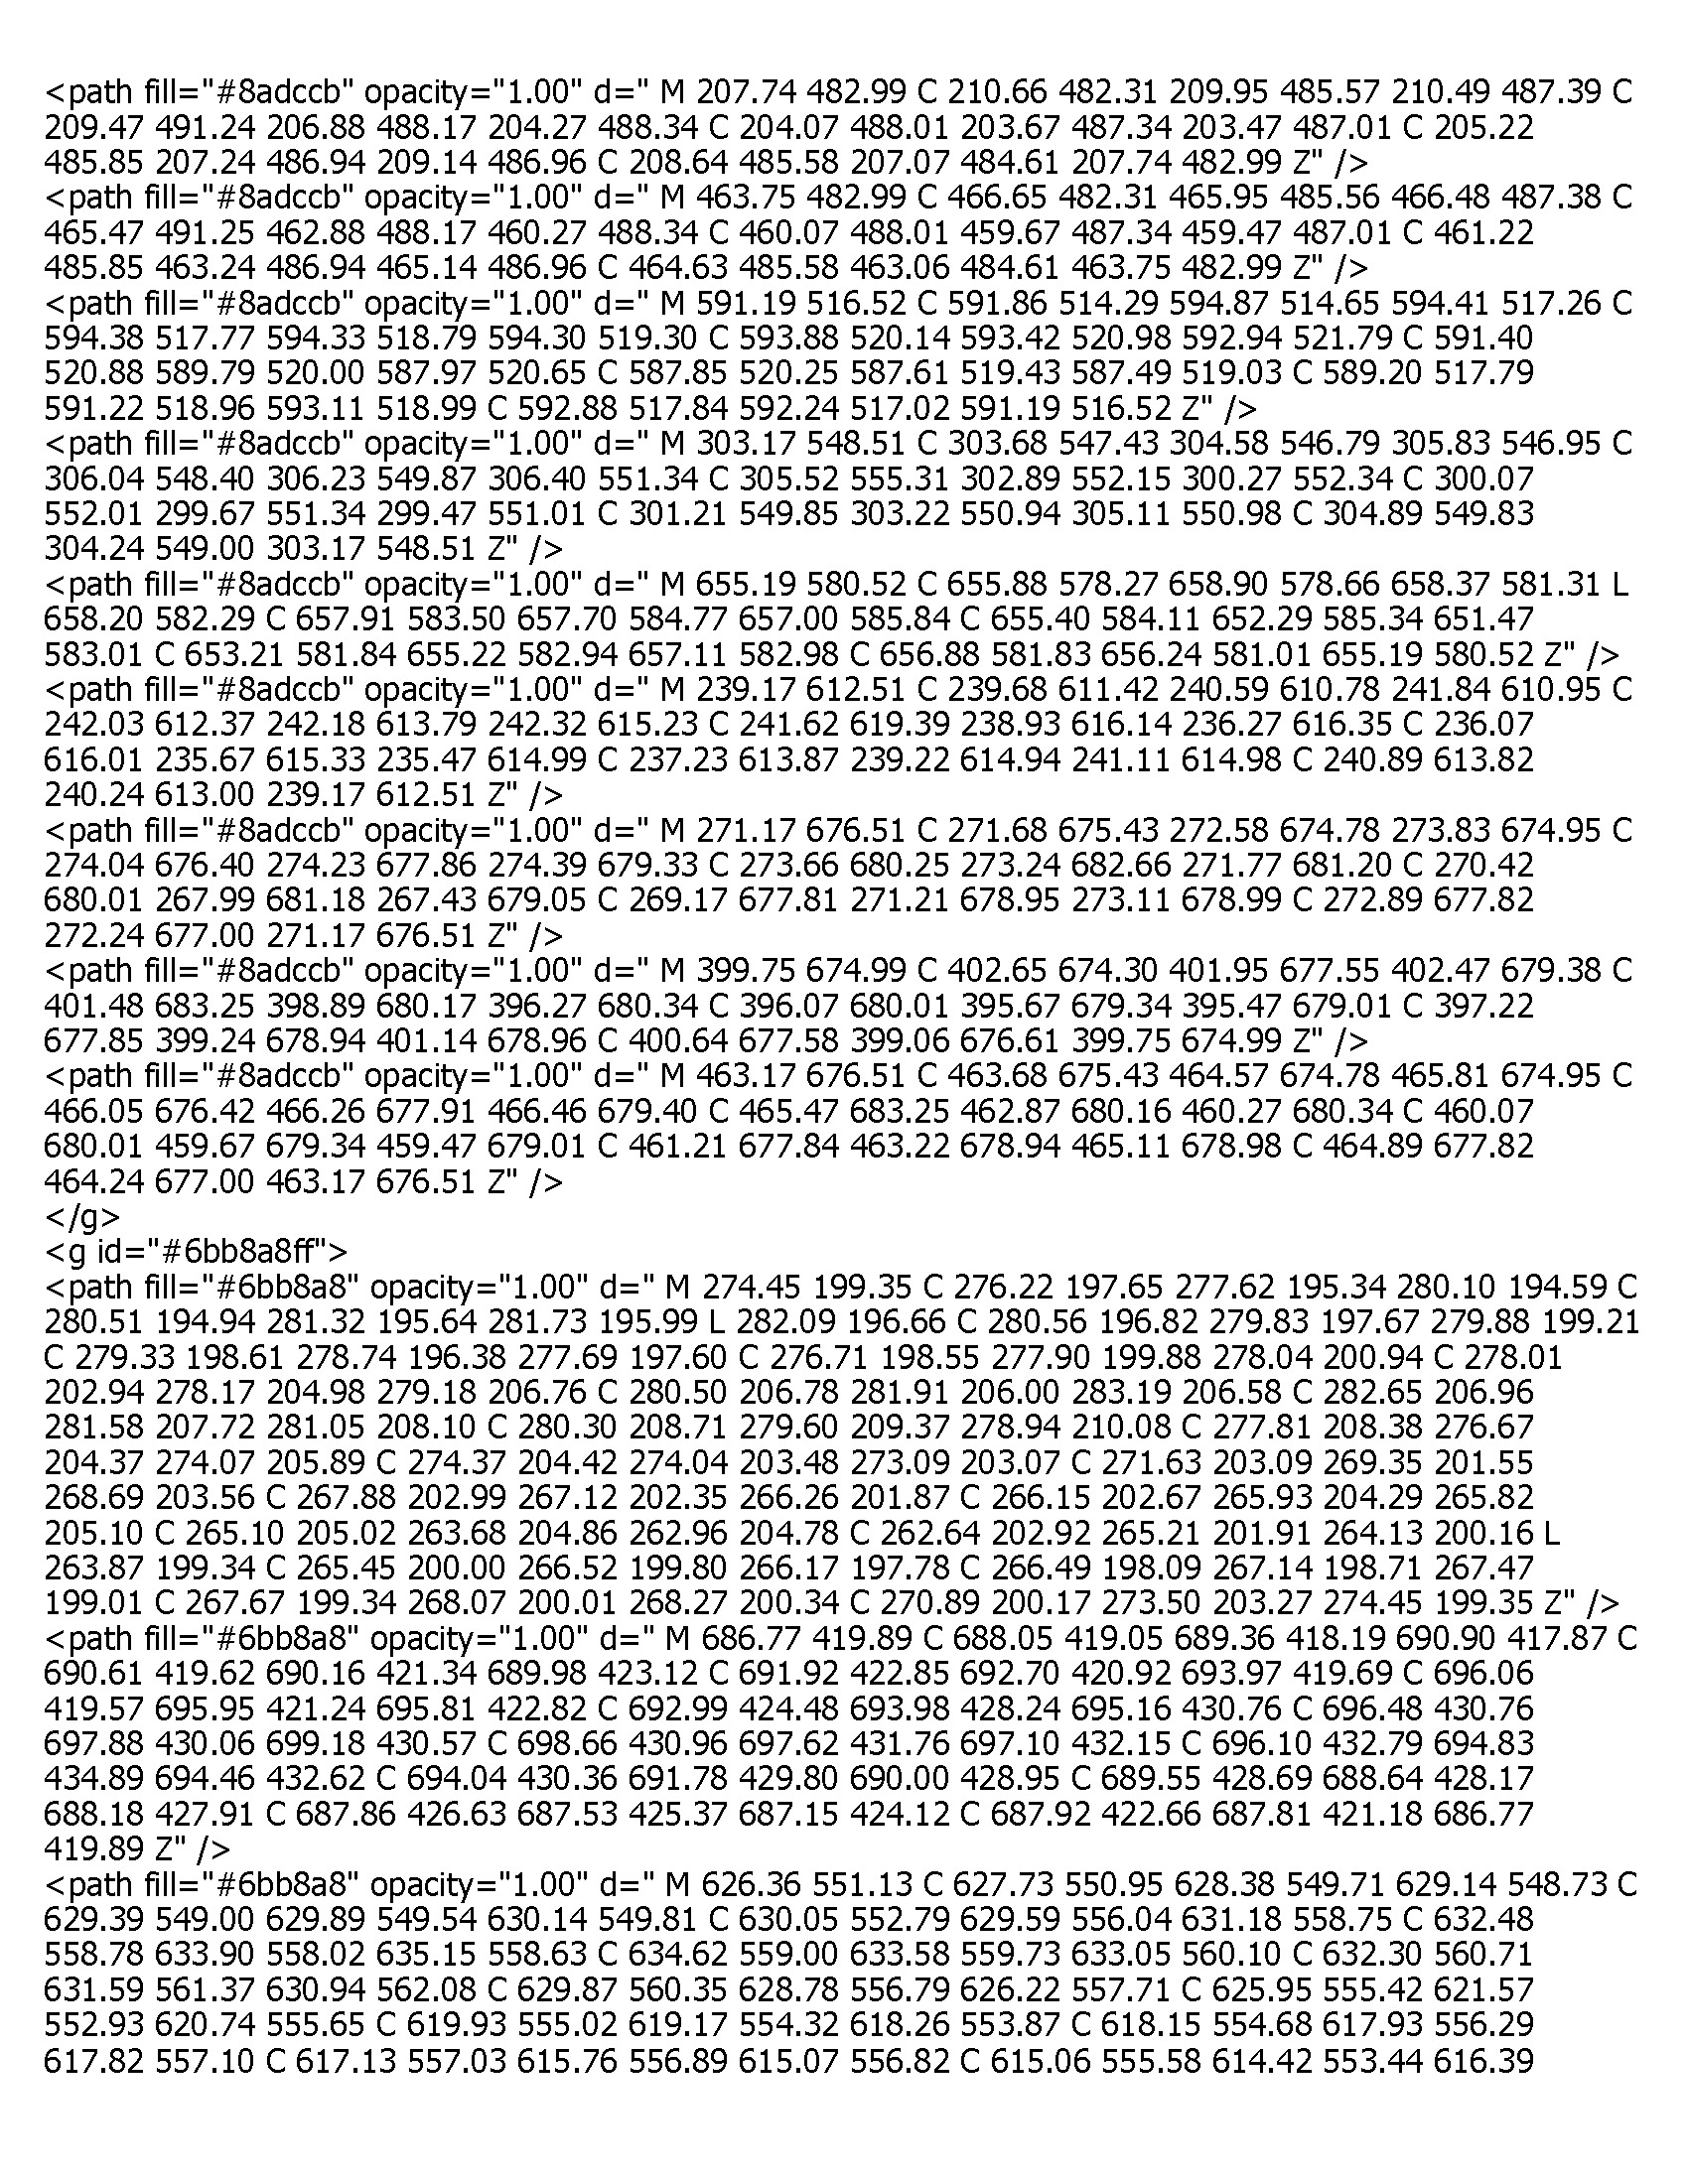 <path fill="#8adccb" opacity="1.00" d=" M 207.74 482.99 C 210.66 482.31 209.95 485.57 210.49 487.39 C
209.47 491.24 206.88 488.17 204.27 488.34 C 204.07 488.01 203.67 487.34 203.47 487.01 C 205.22
485.85 207.24 486.94 209.14 486.96 C 208.64 485.58 207.07 484.61 207.74 482.99 Z" />
<path fill="#8adccb" opacity="1.00" d=" M 463.75 482.99 C 466.65 482.31 465.95 485.56 466.48 487.38 C
465.47 491.25 462.88 488.17 460.27 488.34 C 460.07 488.01 459.67 487.34 459.47 487.01 C 461.22
485.85 463.24 486.94 465.14 486.96 C 464.63 485.58 463.06 484.61 463.75 482.99 Z" />
<path fill="#8adccb" opacity="1.00" d=" M 591.19 516.52 C 591.86 514.29 594.87 514.65 594.41 517.26 C
594.38 517.77 594.33 518.79 594.30 519.30 C 593.88 520.14 593.42 520.98 592.94 521.79 C 591.40
520.88 589.79 520.00 587.97 520.65 C 587.85 520.25 587.61 519.43 587.49 519.03 C 589.20 517.79
591.22 518.96 593.11 518.99 C 592.88 517.84 592.24 517.02 591.19 516.52 Z" />
<path fill="#8adccb" opacity="1.00" d=" M 303.17 548.51 C 303.68 547.43 304.58 546.79 305.83 546.95 C
306.04 548.40 306.23 549.87 306.40 551.34 C 305.52 555.31 302.89 552.15 300.27 552.34 C 300.07
552.01 299.67 551.34 299.47 551.01 C 301.21 549.85 303.22 550.94 305.11 550.98 C 304.89 549.83
304.24 549.00 303.17 548.51 Z" />
<path fill="#8adccb" opacity="1.00" d=" M 655.19 580.52 C 655.88 578.27 658.90 578.66 658.37 581.31 L
658.20 582.29 C 657.91 583.50 657.70 584.77 657.00 585.84 C 655.40 584.11 652.29 585.34 651.47
583.01 C 653.21 581.84 655.22 582.94 657.11 582.98 C 656.88 581.83 656.24 581.01 655.19 580.52 Z" />
<path fill="#8adccb" opacity="1.00" d=" M 239.17 612.51 C 239.68 611.42 240.59 610.78 241.84 610.95 C
242.03 612.37 242.18 613.79 242.32 615.23 C 241.62 619.39 238.93 616.14 236.27 616.35 C 236.07
616.01 235.67 615.33 235.47 614.99 C 237.23 613.87 239.22 614.94 241.11 614.98 C 240.89 613.82
240.24 613.00 239.17 612.51 Z" />
<path fill="#8adccb" opacity="1.00" d=" M 271.17 676.51 C 271.68 675.43 272.58 674.78 273.83 674.95 C
274.04 676.40 274.23 677.86 274.39 679.33 C 273.66 680.25 273.24 682.66 271.77 681.20 C 270.42
680.01 267.99 681.18 267.43 679.05 C 269.17 677.81 271.21 678.95 273.11 678.99 C 272.89 677.82
272.24 677.00 271.17 676.51 Z" />
<path fill="#8adccb" opacity="1.00" d=" M 399.75 674.99 C 402.65 674.30 401.95 677.55 402.47 679.38 C
401.48 683.25 398.89 680.17 396.27 680.34 C 396.07 680.01 395.67 679.34 395.47 679.01 C 397.22
677.85 399.24 678.94 401.14 678.96 C 400.64 677.58 399.06 676.61 399.75 674.99 Z" />
<path fill="#8adccb" opacity="1.00" d=" M 463.17 676.51 C 463.68 675.43 464.57 674.78 465.81 674.95 C
466.05 676.42 466.26 677.91 466.46 679.40 C 465.47 683.25 462.87 680.16 460.27 680.34 C 460.07
680.01 459.67 679.34 459.47 679.01 C 461.21 677.84 463.22 678.94 465.11 678.98 C 464.89 677.82
464.24 677.00 463.17 676.51 Z" />
</g>
<g id="#6bb8a8ff">
<path fill="#6bb8a8" opacity="1.00" d=" M 274.45 199.35 C 276.22 197.65 277.62 195.34 280.10 194.59 C
280.51 194.94 281.32 195.64 281.73 195.99 L 282.09 196.66 C 280.56 196.82 279.83 197.67 279.88 199.21
C 279.33 198.61 278.74 196.38 277.69 197.60 C 276.71 198.55 277.90 199.88 278.04 200.94 C 278.01
202.94 278.17 204.98 279.18 206.76 C 280.50 206.78 281.91 206.00 283.19 206.58 C 282.65 206.96
281.58 207.72 281.05 208.10 C 280.30 208.71 279.60 209.37 278.94 210.08 C 277.81 208.38 276.67
204.37 274.07 205.89 C 274.37 204.42 274.04 203.48 273.09 203.07 C 271.63 203.09 269.35 201.55
268.69 203.56 C 267.88 202.99 267.12 202.35 266.26 201.87 C 266.15 202.67 265.93 204.29 265.82
205.10 C 265.10 205.02 263.68 204.86 262.96 204.78 C 262.64 202.92 265.21 201.91 264.13 200.16 L
263.87 199.34 C 265.45 200.00 266.52 199.80 266.17 197.78 C 266.49 198.09 267.14 198.71 267.47
199.01 C 267.67 199.34 268.07 200.01 268.27 200.34 C 270.89 200.17 273.50 203.27 274.45 199.35 Z" />
<path fill="#6bb8a8" opacity="1.00" d=" M 686.77 419.89 C 688.05 419.05 689.36 418.19 690.90 417.87 C
690.61 419.62 690.16 421.34 689.98 423.12 C 691.92 422.85 692.70 420.92 693.97 419.69 C 696.06
419.57 695.95 421.24 695.81 422.82 C 692.99 424.48 693.98 428.24 695.16 430.76 C 696.48 430.76
697.88 430.06 699.18 430.57 C 698.66 430.96 697.62 431.76 697.10 432.15 C 696.10 432.79 694.83
434.89 694.46 432.62 C 694.04 430.36 691.78 429.80 690.00 428.95 C 689.55 428.69 688.64 428.17
688.18 427.91 C 687.86 426.63 687.53 425.37 687.15 424.12 C 687.92 422.66 687.81 421.18 686.77
419.89 Z" />
<path fill="#6bb8a8" opacity="1.00" d=" M 626.36 551.13 C 627.73 550.95 628.38 549.71 629.14 548.73 C
629.39 549.00 629.89 549.54 630.14 549.81 C 630.05 552.79 629.59 556.04 631.18 558.75 C 632.48
558.78 633.90 558.02 635.15 558.63 C 634.62 559.00 633.58 559.73 633.05 560.10 C 632.30 560.71
631.59 561.37 630.94 562.08 C 629.87 560.35 628.78 556.79 626.22 557.71 C 625.95 555.42 621.57
552.93 620.74 555.65 C 619.93 555.02 619.17 554.32 618.26 553.87 C 618.15 554.68 617.93 556.29
617.82 557.10 C 617.13 557.03 615.76 556.89 615.07 556.82 C 615.06 555.58 614.42 553.44 616.39